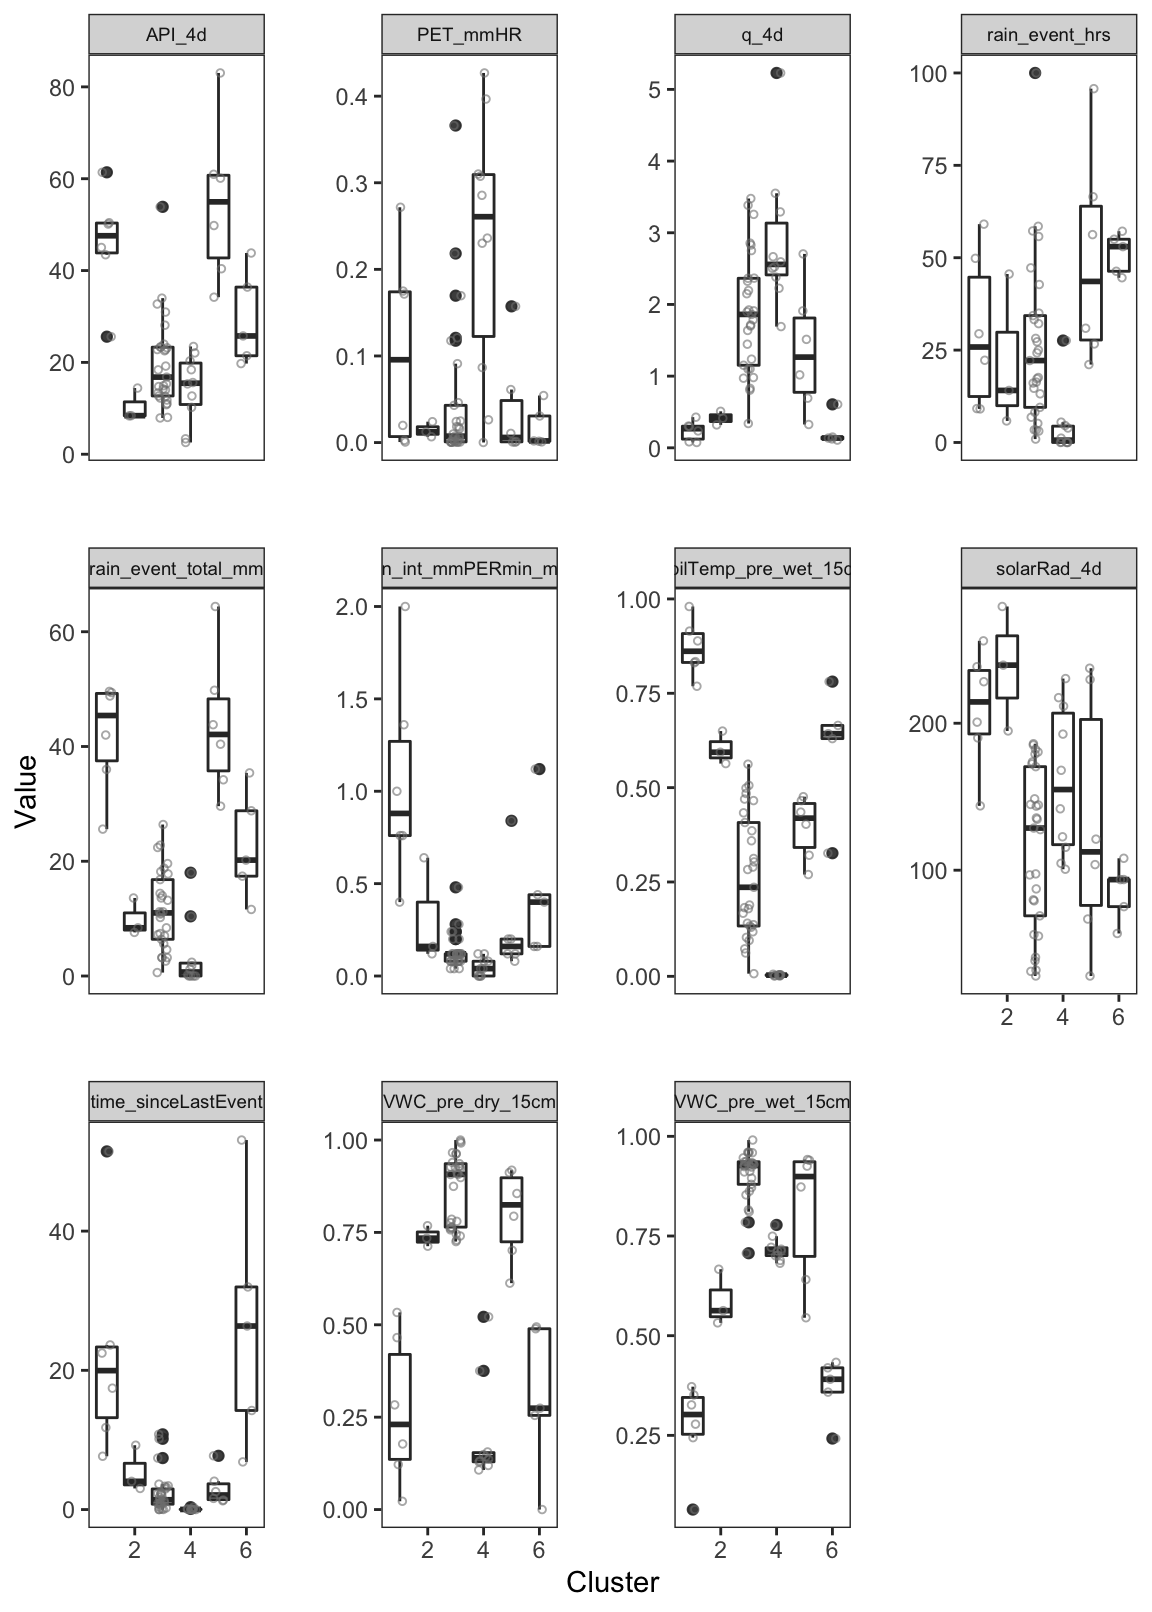 API_4d PET_mmHR q_4d rain_event_hrs
80 60 40 20 0
0.4 0.3 0.2 0.1 0.0
5 4 3 2 1 0
100 75 50 25 0
rain_event_total_mm n_int_mmPERmin_m oilTemp_pre_wet_15c solarRad_4d
60 40 20 0
2.0 1.5 1.0 0.5 0.0
1.00 0.75 0.50 0.25 0.00
200 100
2 4 6
Value
time_sinceLastEvent VWC_pre_dry_15cm VWC_pre_wet_15cm
40 20 0
1.00 0.75 0.50 0.25 0.00
1.00 0.75 0.50 0.25
2 4 6 2 4 6 2 4 6
Cluster